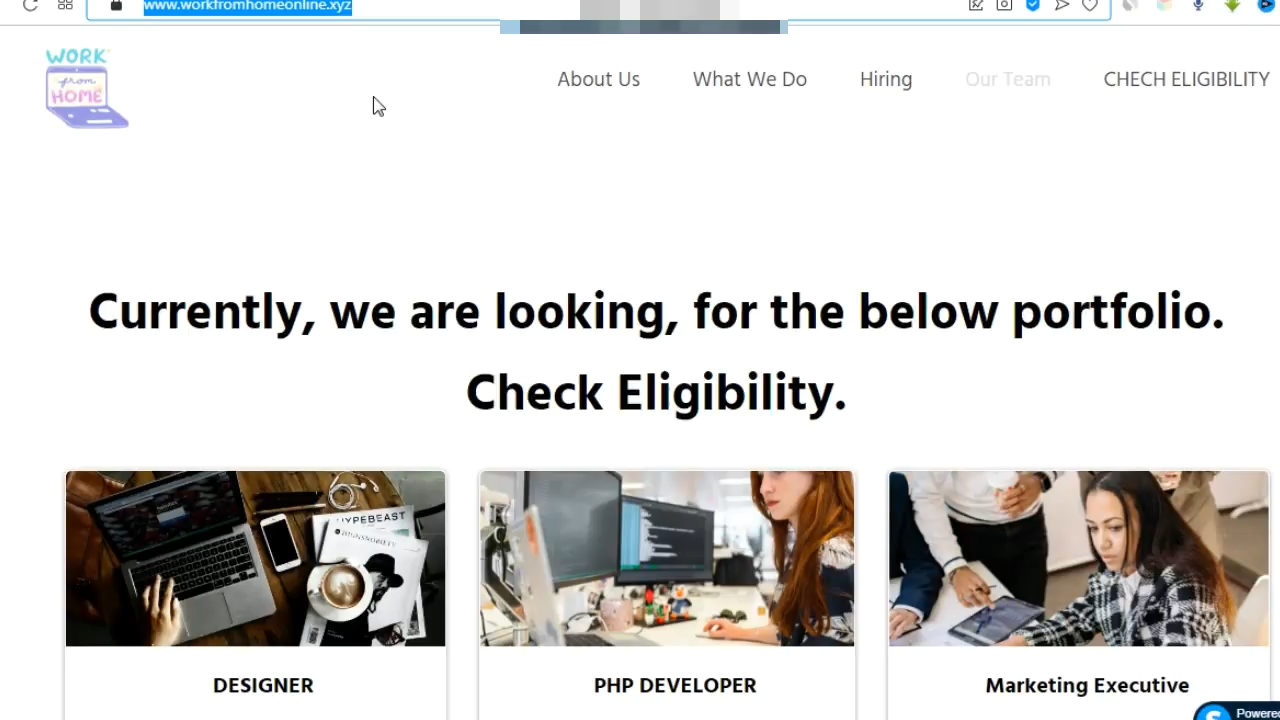 www.workfromhomeonline.xyz
WORK
from
HOME
About Us
What We Do
Hiring
Our Team
CHECH ELIGIBILITY
Currently, we are looking, for the below portfolio.
Check Eligibility.
HYPEBEAST
HIGHSNOBIETY
DESIGNER
PHP DEVELOPER
Marketing Executive
Powered